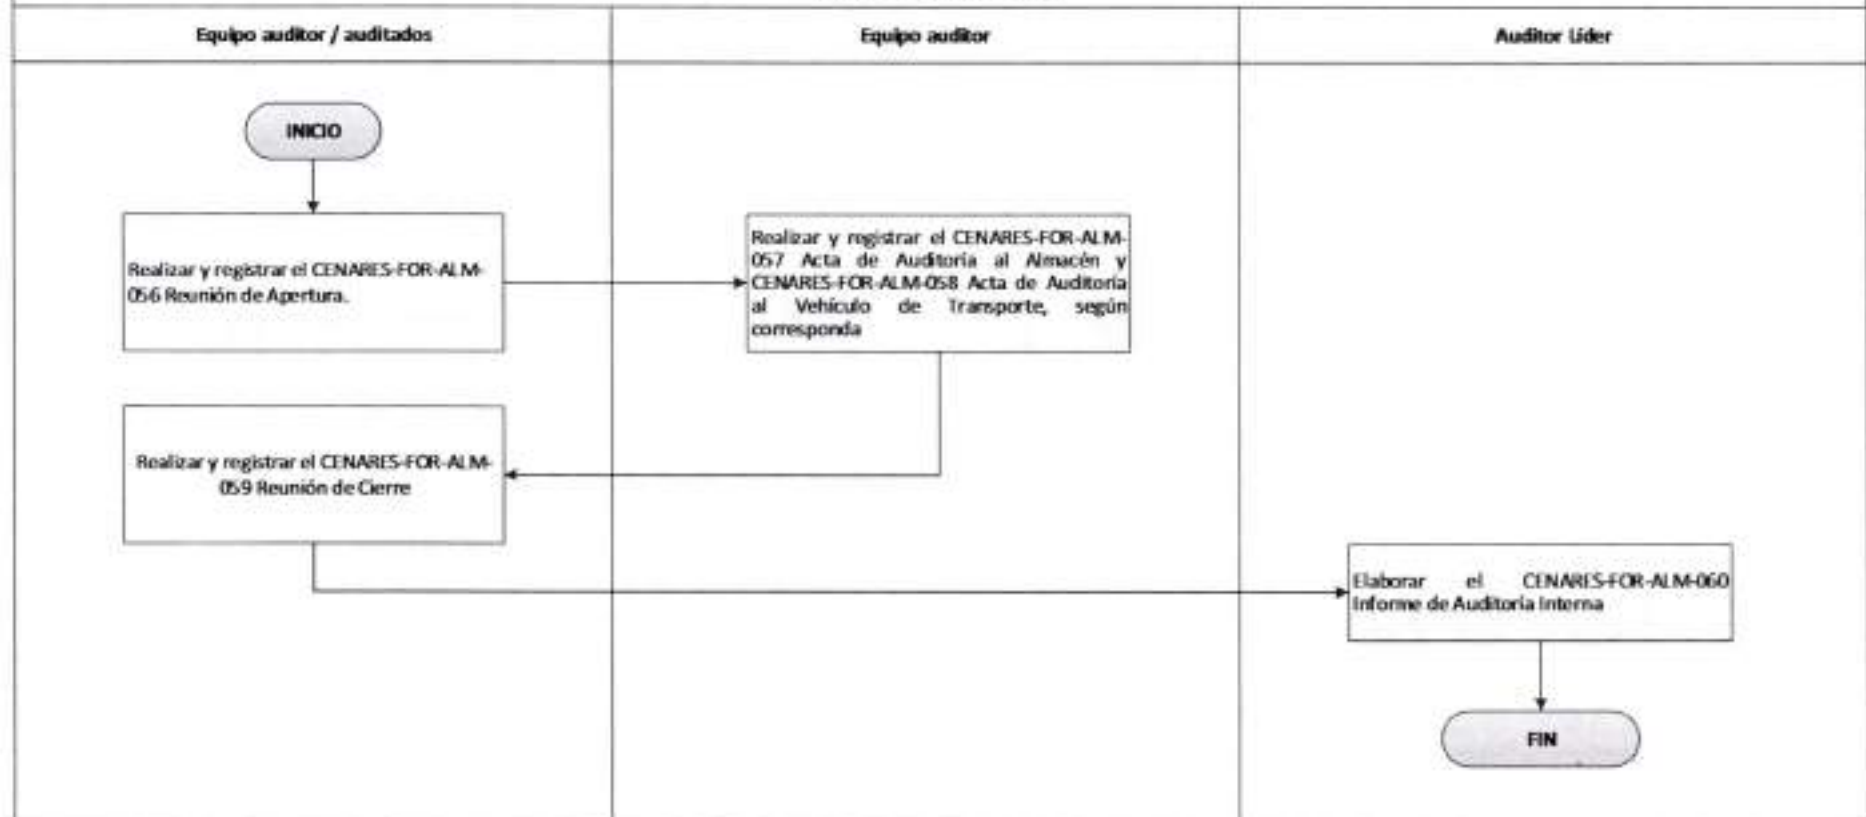 Equipo auditor / auditados
Equipo auditor
Auditor Líder
INICIO
Realizar y registrar el CENARES-FOR-ALM-
056 Reunión de Apertura.
Realizar y registrar el CENARES-FOR-ALM-
057 Acta de Auditoría al Almacén y
CENARES-FOR-ALM-058 Acta de Auditoría
al Vehículo de Transporte, según
corresponda
Realizar y registrar el CENARES-FOR-ALM-
059 Reunión de Cierre
Elaborar el CENARES-FOR-ALM-060
Informe de Auditoría Interna
FIN